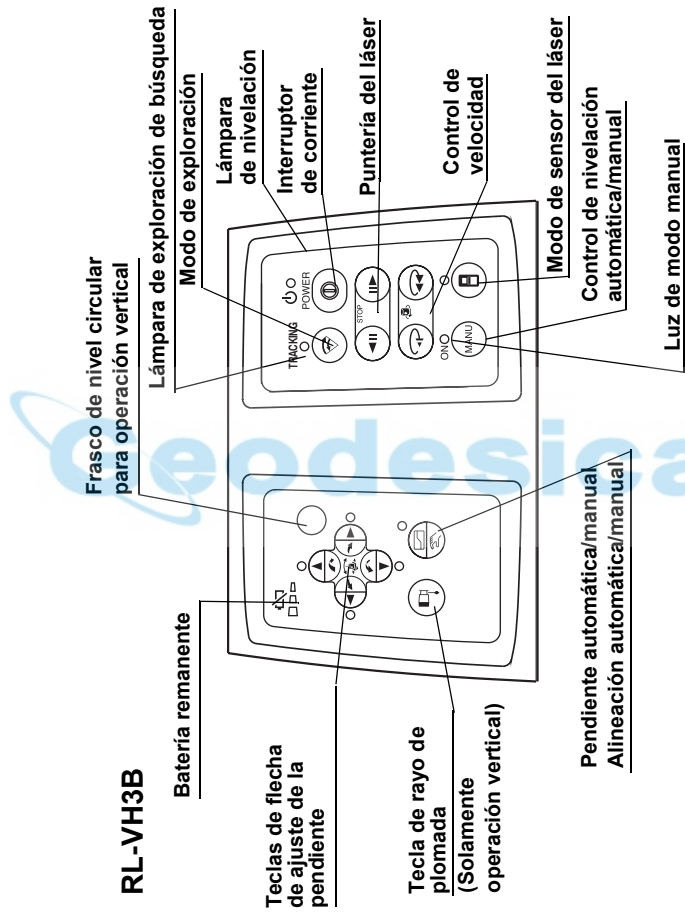 RL-VH3B
Batería remanente
Frasco de nivel circular
para operación vertical
Lámpara de exploración de búsqueda
Modo de exploración
Lámpara
de nivelación
Interruptor
de corriente
Puntería del láser
Control de
velocidad
Modo de sensor del láser
Control de nivelación
automática/manual
Luz de modo manual
Teclas de flecha
de ajuste de la
pendiente
Tecla de rayo de
plomada
(Solamente
operación vertical)
Pendiente automática/manual
Alineación automática/manual
TRACKING
POWER
STOP
ON
MANU
Geodesica